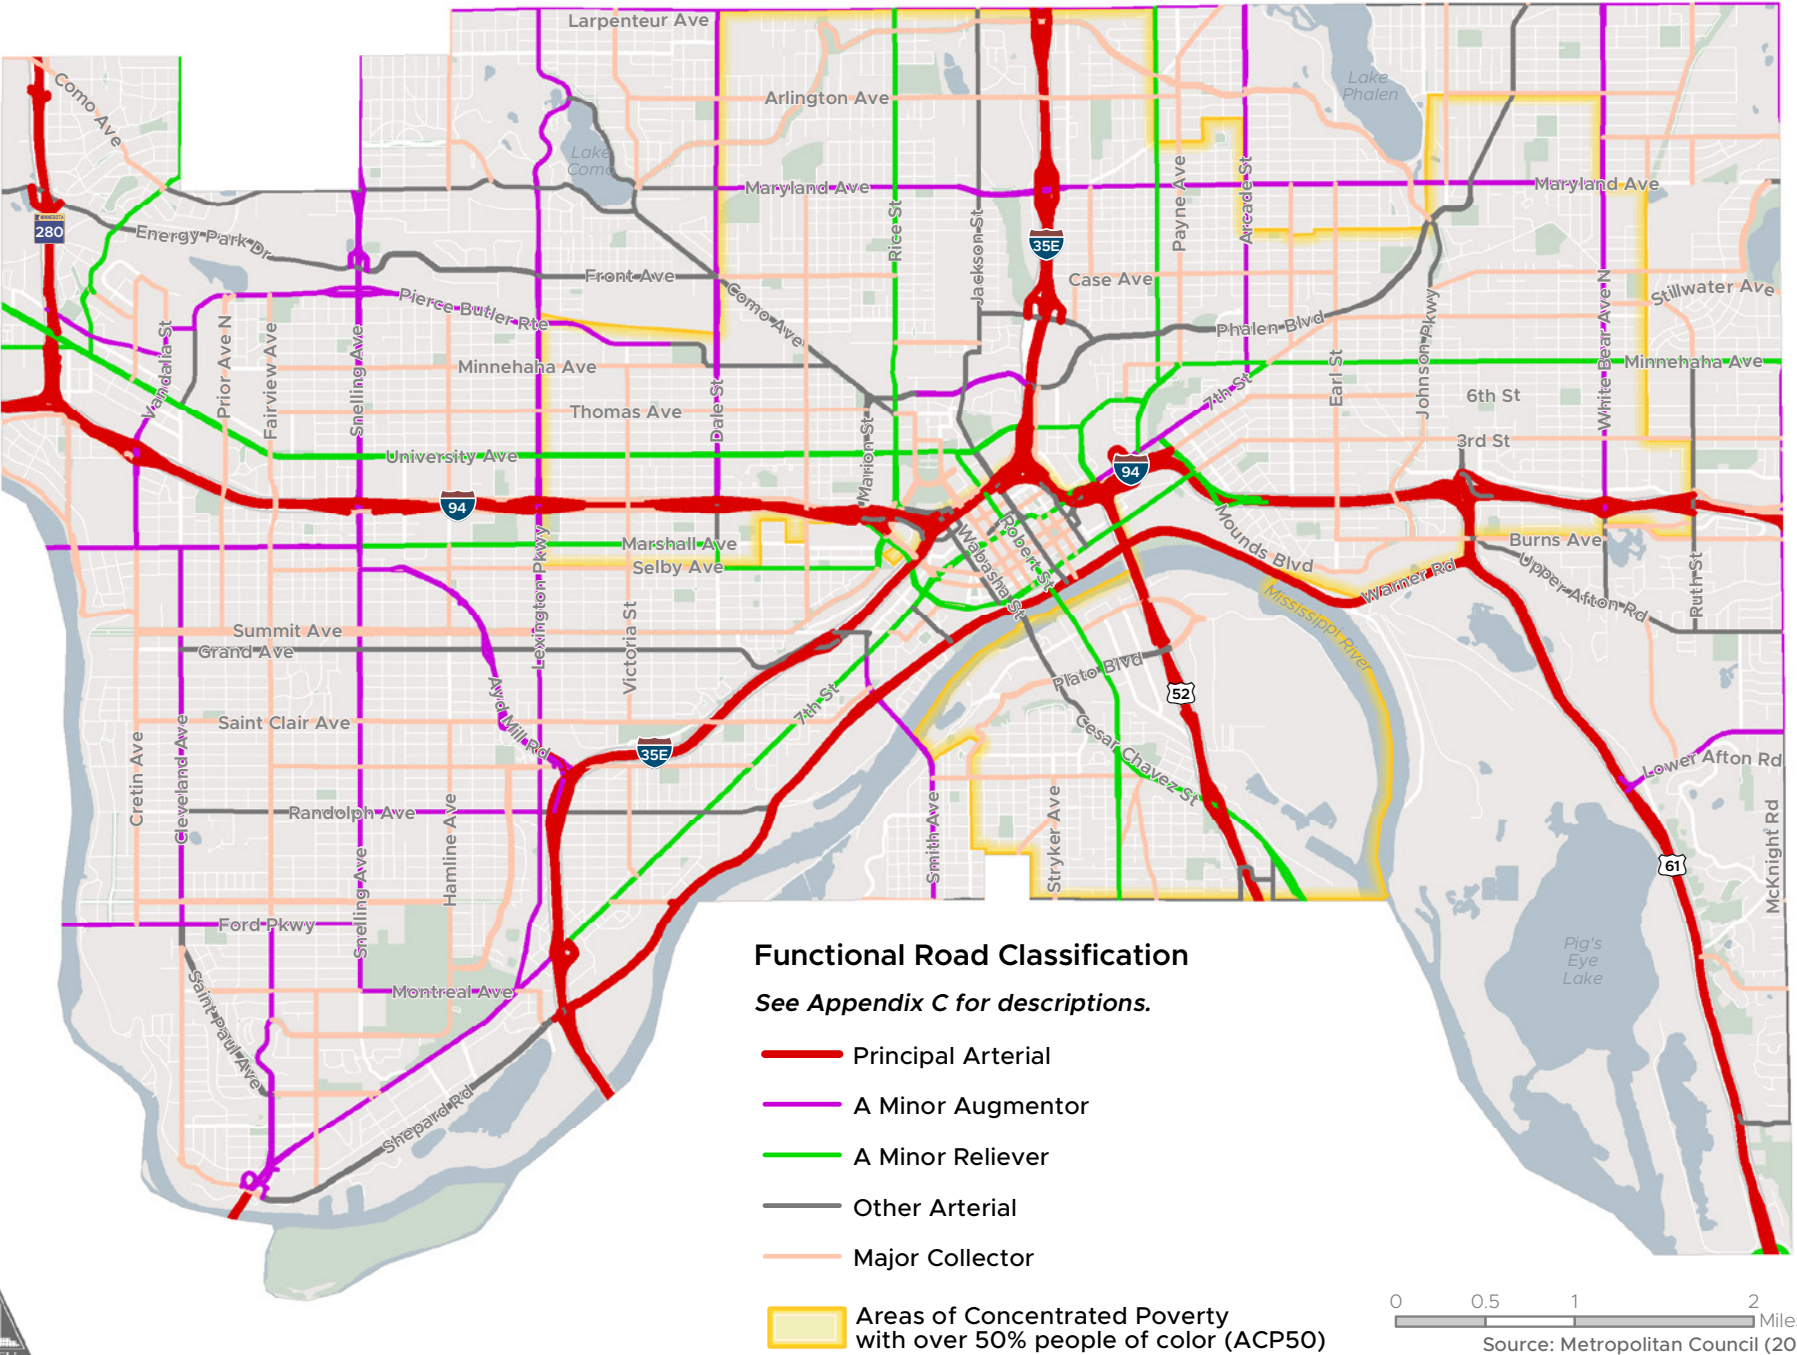 Larpenteur Ave
Como Ave
Arlington Ave
Lake
Phalen
Lake
Como
Maryland Ave
Maryland Ave
MINNESOTA
280
Energy Park Dr
Rice St
Jackson St
35E
Payne Ave
Arcade St
Front Ave
Case Ave
Pierce Butler Rte
Como Ave
Phalen Blvd
Stillwater Ave
Vandalia St
Prior Ave N
Fairview Ave
Snelling Ave
Minnehaha Ave
Dale St
Earl St
Johnson Pkwy
White Bear Ave N
Minnehaha Ave
Thomas Ave
Marion St
7th St
6th St
3rd St
University Ave
94
94
Marshall Ave
Selby Ave
Lexington Pkwy
Wabasha St
Robert St
Mounds Blvd
Burns Ave
Warner Rd
Upper Afton Rd
Ruth St
Mississippi River
Summit Ave
Grand Ave
Victoria St
Plato Blvd
52
Ayd Mill Rd
Saint Clair Ave
7th St
Cesar Chavez St
35E
Lower Afton Rd
Cretin Ave
Cleveland Ave
Randolph Ave
Hamline Ave
Snelling Ave
Smith Ave
Stryker Ave
McKnight Rd
61
Ford Pkwy
Montreal Ave
Saint Paul Ave
Shepard Rd
Pig's
Eye
Lake
Functional Road Classification
See Appendix C for descriptions.
Principal Arterial
A Minor Augmentor
A Minor Reliever
Other Arterial
Major Collector
Areas of Concentrated Poverty
with over 50% people of color (ACP50)
0 0.5 1 2
Mile
Source: Metropolitan Council (20